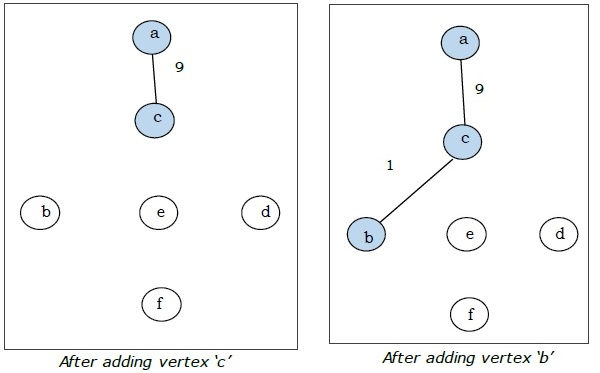 a
9
c
b
e
d
f
After adding vertex ‘c’
a
9
c
1
b
e
d
f
After adding vertex ‘b’